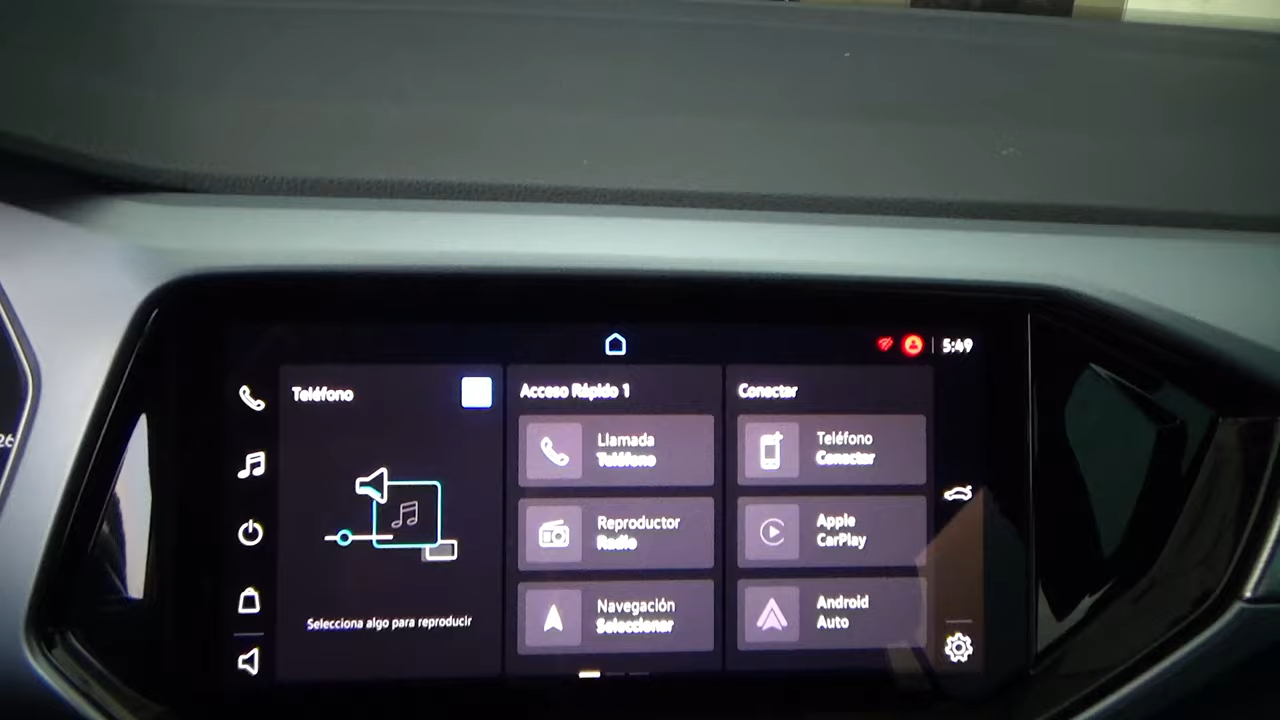 5:49
Teléfono
Selecciona algo para reproducir
Acceso Rápido 1
Llamada
Teléfono
Reproductor
Radio
Navegación
Seleccionar
Conectar
Teléfono
Conectar
Apple
CarPlay
Android
Auto
26